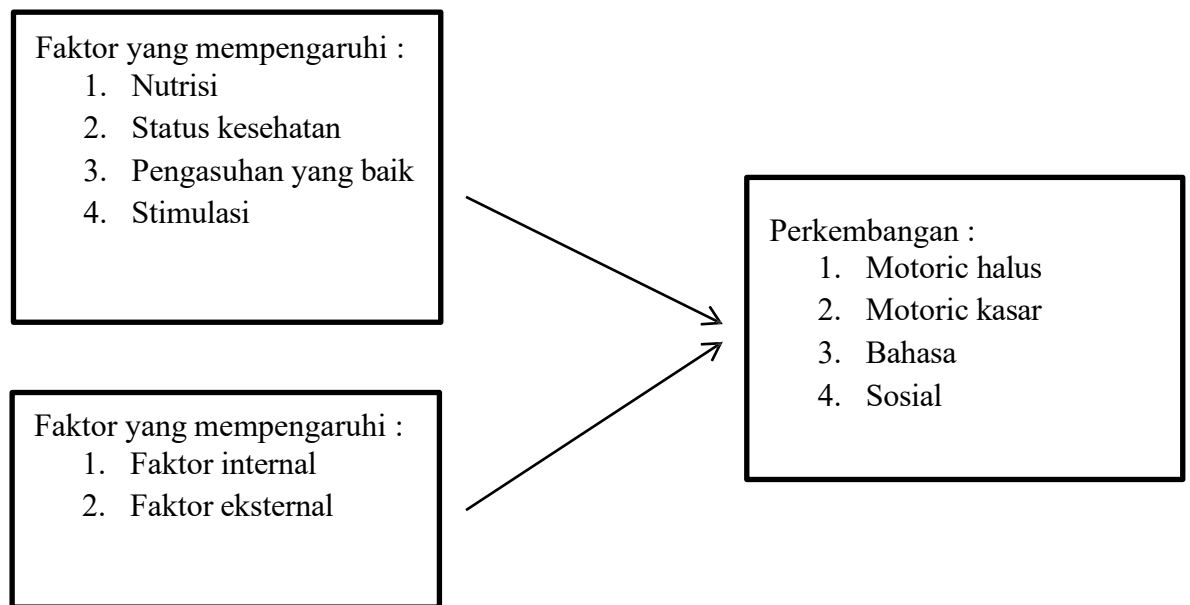 Faktor yang mempengaruhi :
1. Nutrisi
2. Status kesehatan
3. Pengasuhan yang baik
4. Stimulasi
Faktor yang mempengaruhi :
1. Faktor internal
2. Faktor eksternal
Perkembangan :
1. Motoric halus
2. Motoric kasar
3. Bahasa
4. Sosial